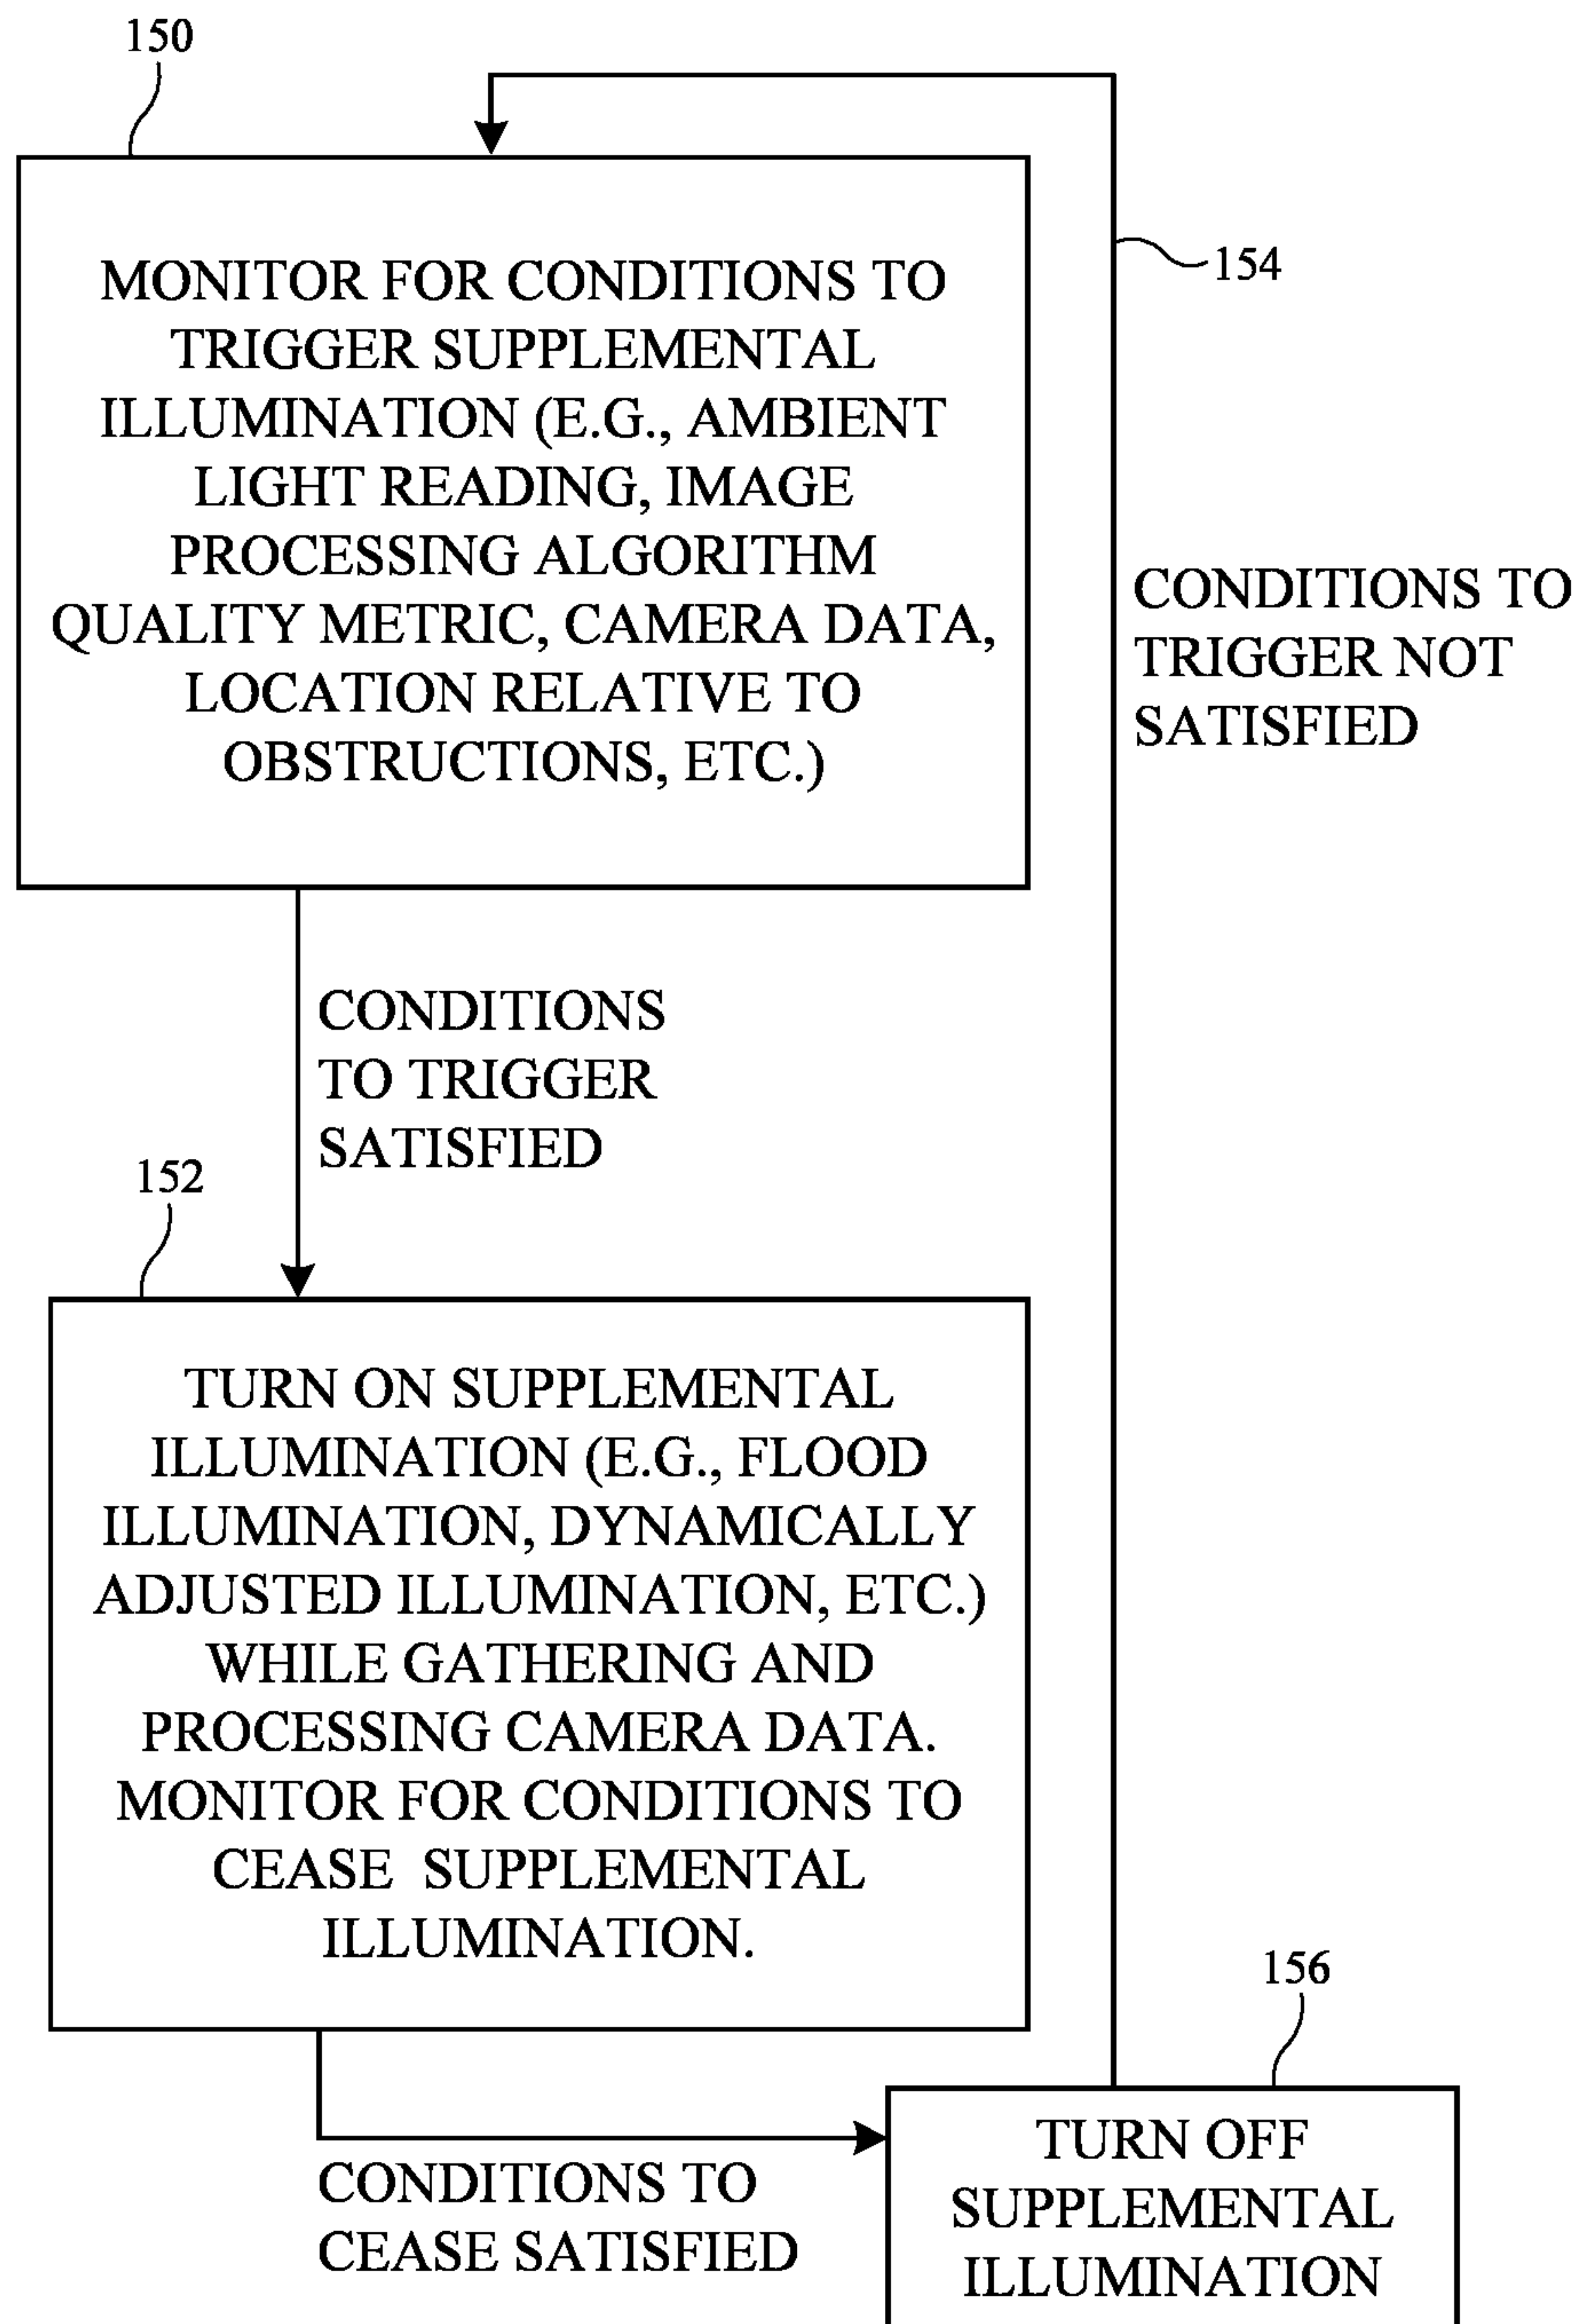 150
MONITOR FOR CONDITIONS TO
TRIGGER SUPPLEMENTAL
ILLUMINATION (E.G., AMBIENT
LIGHT READING, IMAGE
PROCESSING ALGORITHM
QUALITY METRIC, CAMERA DATA,
LOCATION RELATIVE TO
OBSTRUCTIONS, ETC.)
154
CONDITIONS TO
TRIGGER NOT
SATISFIED
CONDITIONS
TO TRIGGER
SATISFIED
152
TURN ON SUPPLEMENTAL
ILLUMINATION (E.G., FLOOD
ILLUMINATION, DYNAMICALLY
ADJUSTED ILLUMINATION, ETC.)
WHILE GATHERING AND
PROCESSING CAMERA DATA.
MONITOR FOR CONDITIONS TO
CEASE SUPPLEMENTAL
ILLUMINATION.
156
CONDITIONS TO
CEASE SATISFIED
TURN OFF
SUPPLEMENTAL
ILLUMINATION